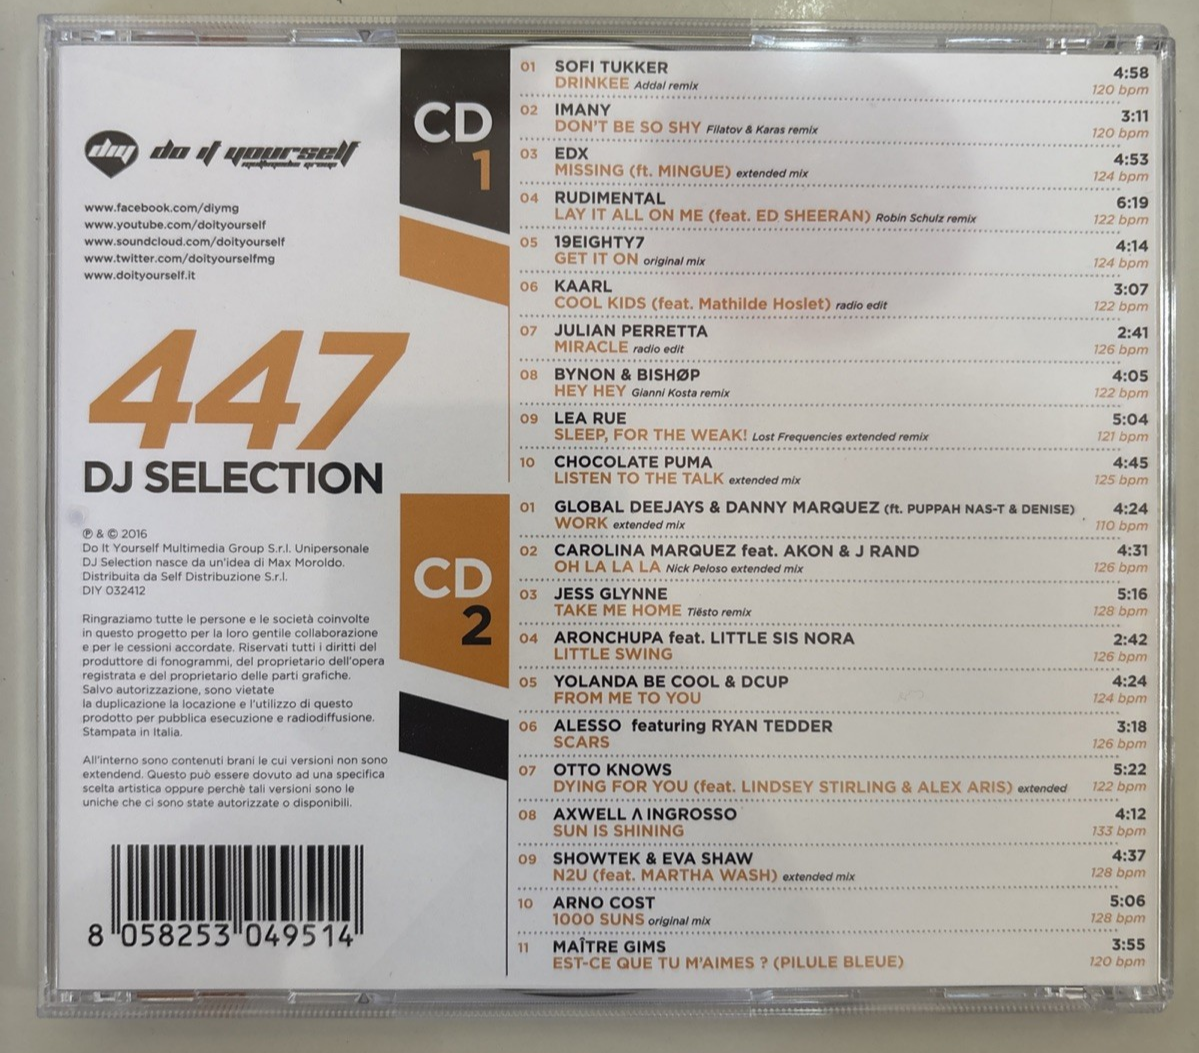 diy do it yourself
multimedia group
www.facebook.com/diymg
www.youtube.com/doityourself
www.soundcloud.com/doityourself
www.twitter.com/doityourselfmg
www.doityourself.it
447
DJ SELECTION
℗ & © 2016
Do It Yourself Multimedia Group S.r.l. Unipersonale
DJ Selection nasce da un'idea di Max Moroldo.
Distribuita da Self Distribuzione S.r.l.
DIY 032412
Ringraziamo tutte le persone e le società coinvolte
in questo progetto per la loro gentile collaborazione
e per le cessioni accordate. Riservati tutti i diritti del
produttore di fonogrammi, del proprietario dell'opera
registrata e del proprietario delle parti grafiche.
Salvo autorizzazione, sono vietate
la duplicazione la locazione e l'utilizzo di questo
prodotto per pubblica esecuzione e radiodiffusione.
Stampata in Italia.
All'interno sono contenuti brani le cui versioni non sono
extendend. Questo può essere dovuto ad una specifica
scelta artistica oppure perchè tali versioni sono le
uniche che ci sono state autorizzate o disponibili.
8 058253 049514
CD
1
01 SOFI TUKKER 4:58
DRINKEE Addal remix 120 bpm
02 IMANY 3:11
DON'T BE SO SHY Filatov & Karas remix 120 bpm
03 EDX 4:53
MISSING (ft. MINGUE) extended mix 124 bpm
04 RUDIMENTAL 6:19
LAY IT ALL ON ME (feat. ED SHEERAN) Robin Schulz remix 122 bpm
05 19EIGHTY7 4:14
GET IT ON original mix 124 bpm
06 KAARL 3:07
COOL KIDS (feat. Mathilde Hoslet) radio edit 122 bpm
07 JULIAN PERRETTA 2:41
MIRACLE radio edit 126 bpm
08 BYNON & BISHØP 4:05
HEY HEY Gianni Kosta remix 122 bpm
09 LEA RUE 5:04
SLEEP, FOR THE WEAK! Lost Frequencies extended remix 121 bpm
10 CHOCOLATE PUMA 4:45
LISTEN TO THE TALK extended mix 125 bpm
CD
2
01 GLOBAL DEEJAYS & DANNY MARQUEZ (ft. PUPPAH NAS-T & DENISE) 4:24
WORK extended mix 110 bpm
02 CAROLINA MARQUEZ feat. AKON & J RAND 4:31
OH LA LA LA Nick Peloso extended mix 126 bpm
03 JESS GLYNNE 5:16
TAKE ME HOME Tiësto remix 128 bpm
04 ARONCHUPA feat. LITTLE SIS NORA 2:42
LITTLE SWING 126 bpm
05 YOLANDA BE COOL & DCUP 4:24
FROM ME TO YOU 124 bpm
06 ALESSO featuring RYAN TEDDER 3:18
SCARS 126 bpm
07 OTTO KNOWS 5:22
DYING FOR YOU (feat. LINDSEY STIRLING & ALEX ARIS) extended 122 bpm
08 AXWELL Λ INGROSSO 4:12
SUN IS SHINING 133 bpm
09 SHOWTEK & EVA SHAW 4:37
N2U (feat. MARTHA WASH) extended mix 128 bpm
10 ARNO COST 5:06
1000 SUNS original mix 128 bpm
11 MAÎTRE GIMS 3:55
EST-CE QUE TU M'AIMES ? (PILULE BLEUE) 120 bpm